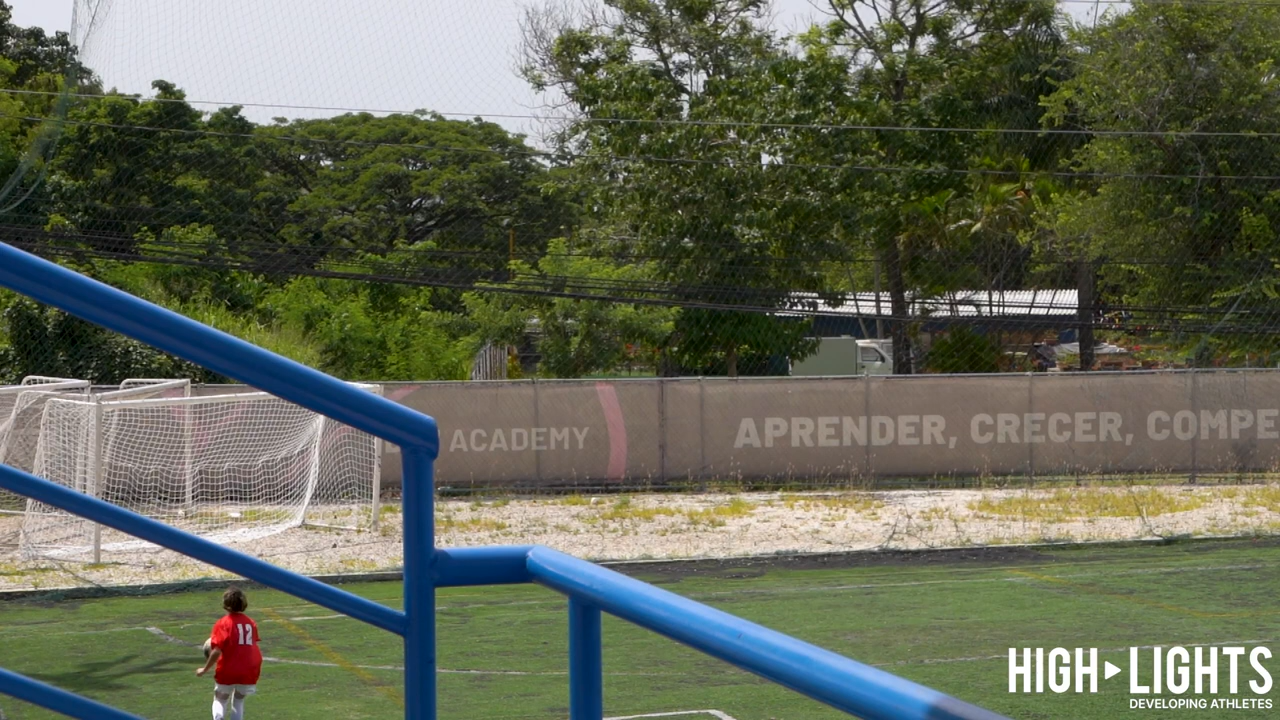 ACADEMY
APRENDER, CRECER, COMPE
12
HIGH LIGHTS
DEVELOPING ATHLETES